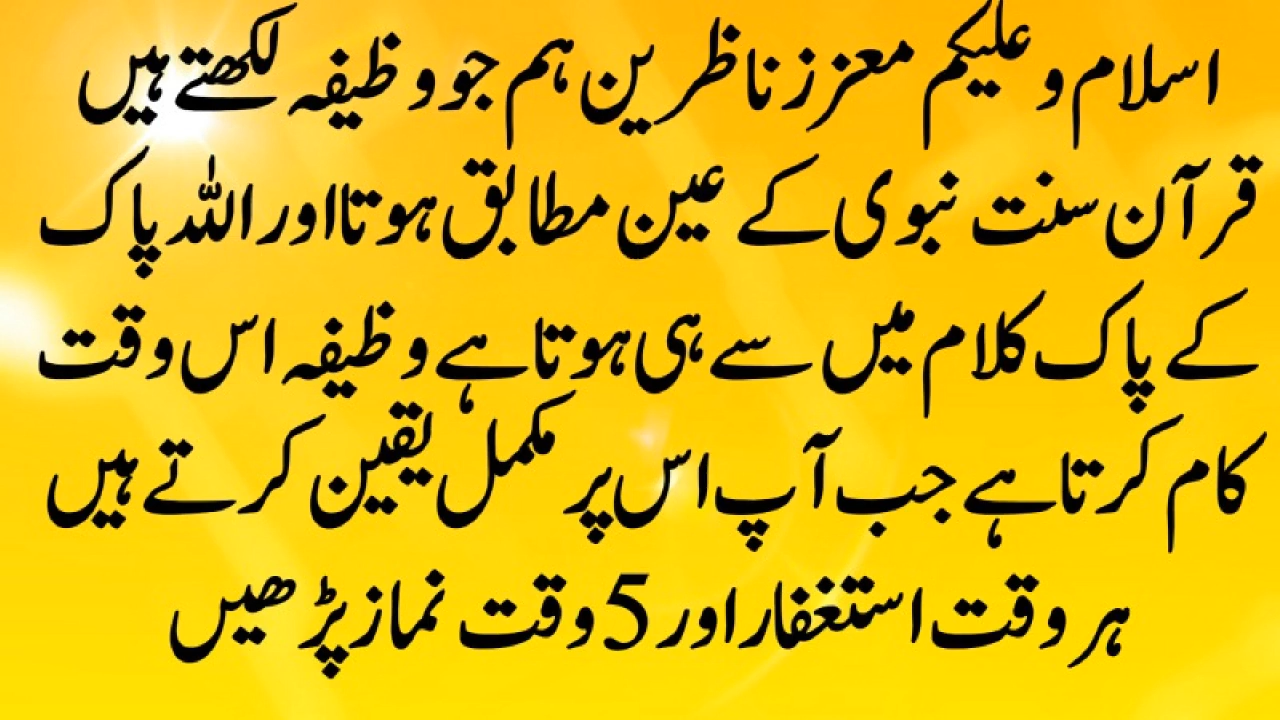 اسلام و علیکم معزز ناظرین ہم جو وظیفہ لکھتے ہیں
قرآن سنت نبوی کے عین مطابق ہوتا اور اللہ پاک
کے پاک کلام میں سے ہی ہوتا ہے وظیفہ اس وقت
کام کرتا ہے جب آپ اس پر مکمل یقین کرتے ہیں
ہر وقت استغفار اور 5 وقت نماز پڑھیں